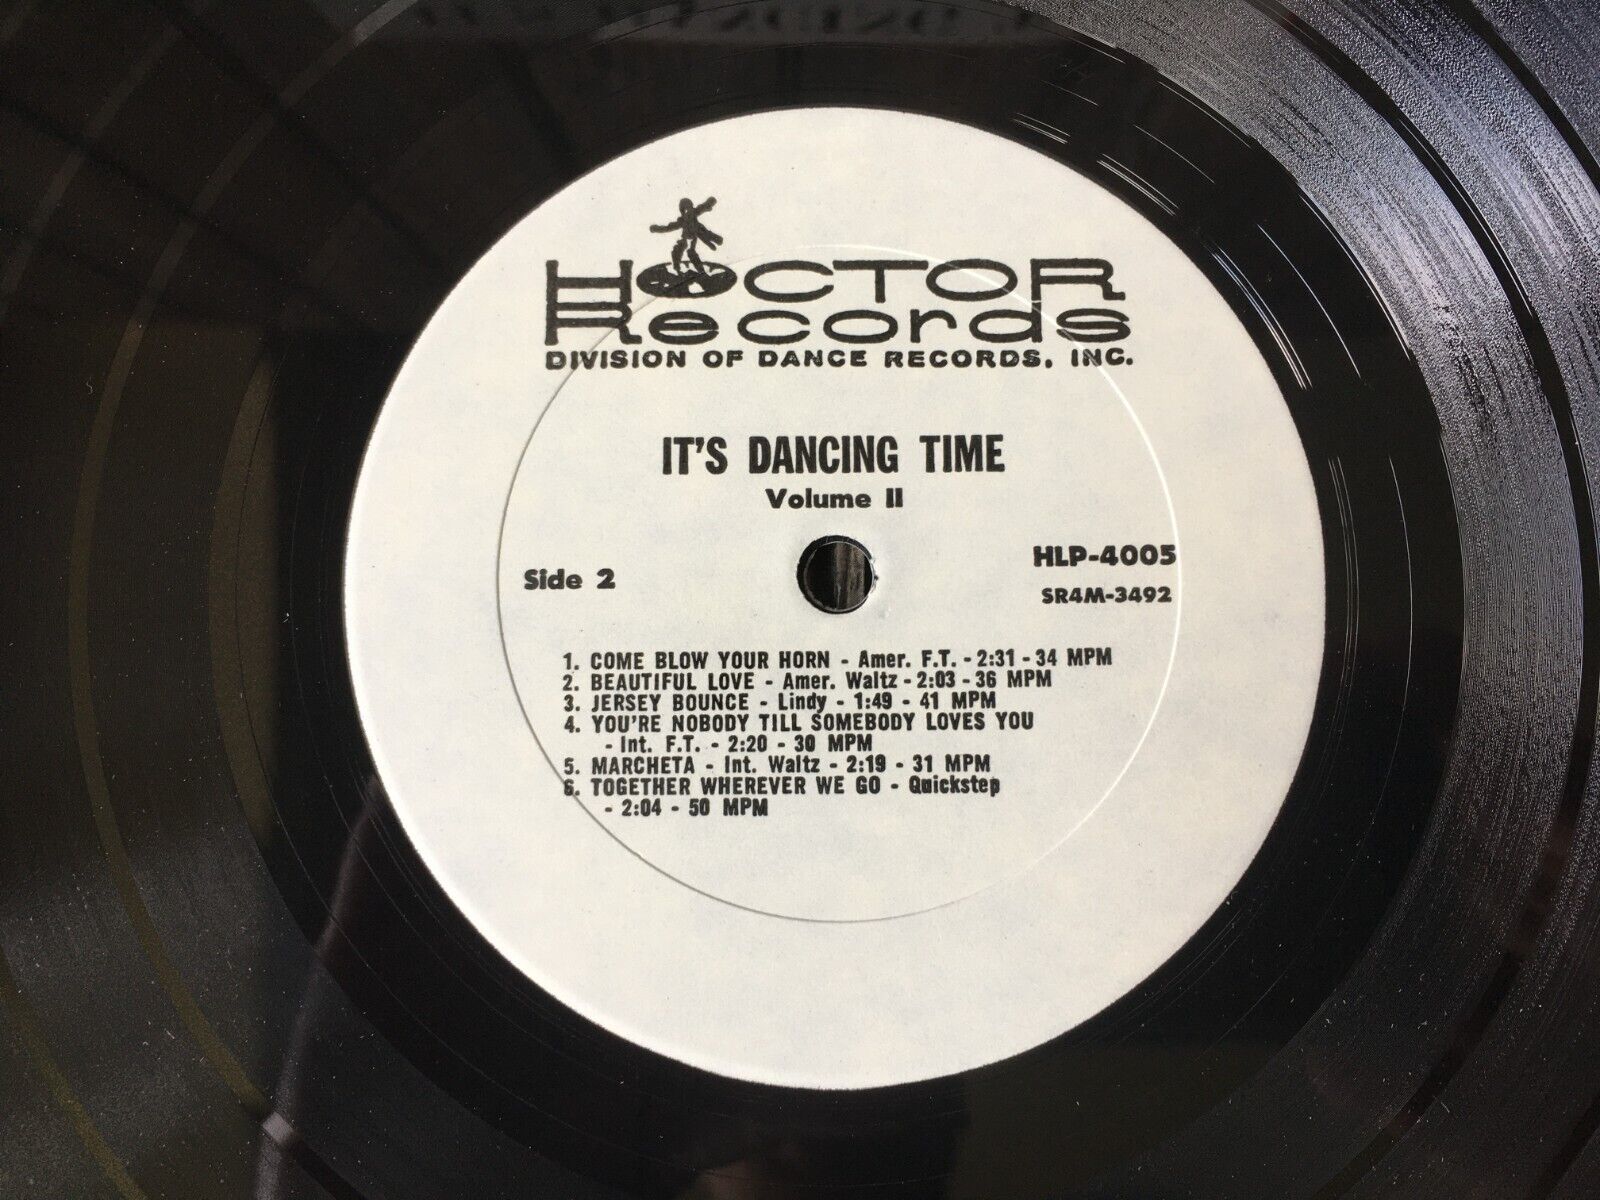 HOCTOR
Records
DIVISION OF DANCE RECORDS, INC.
IT'S DANCING TIME
Volume II
Side 2
HLP-4005
SR4M-3492
1. COME BLOW YOUR HORN - Amer. F.T. - 2:31 - 34 MPM
2. BEAUTIFUL LOVE - Amer. Waltz - 2:03 - 36 MPM
3. JERSEY BOUNCE - Lindy - 1:49 - 41 MPM
4. YOU'RE NOBODY TILL SOMEBODY LOVES YOU
- Int. F.T. - 2:20 - 30 MPM
5. MARCHETA - Int. Waltz - 2:19 - 31 MPM
6. TOGETHER WHEREVER WE GO - Quickstep
- 2:04 - 50 MPM